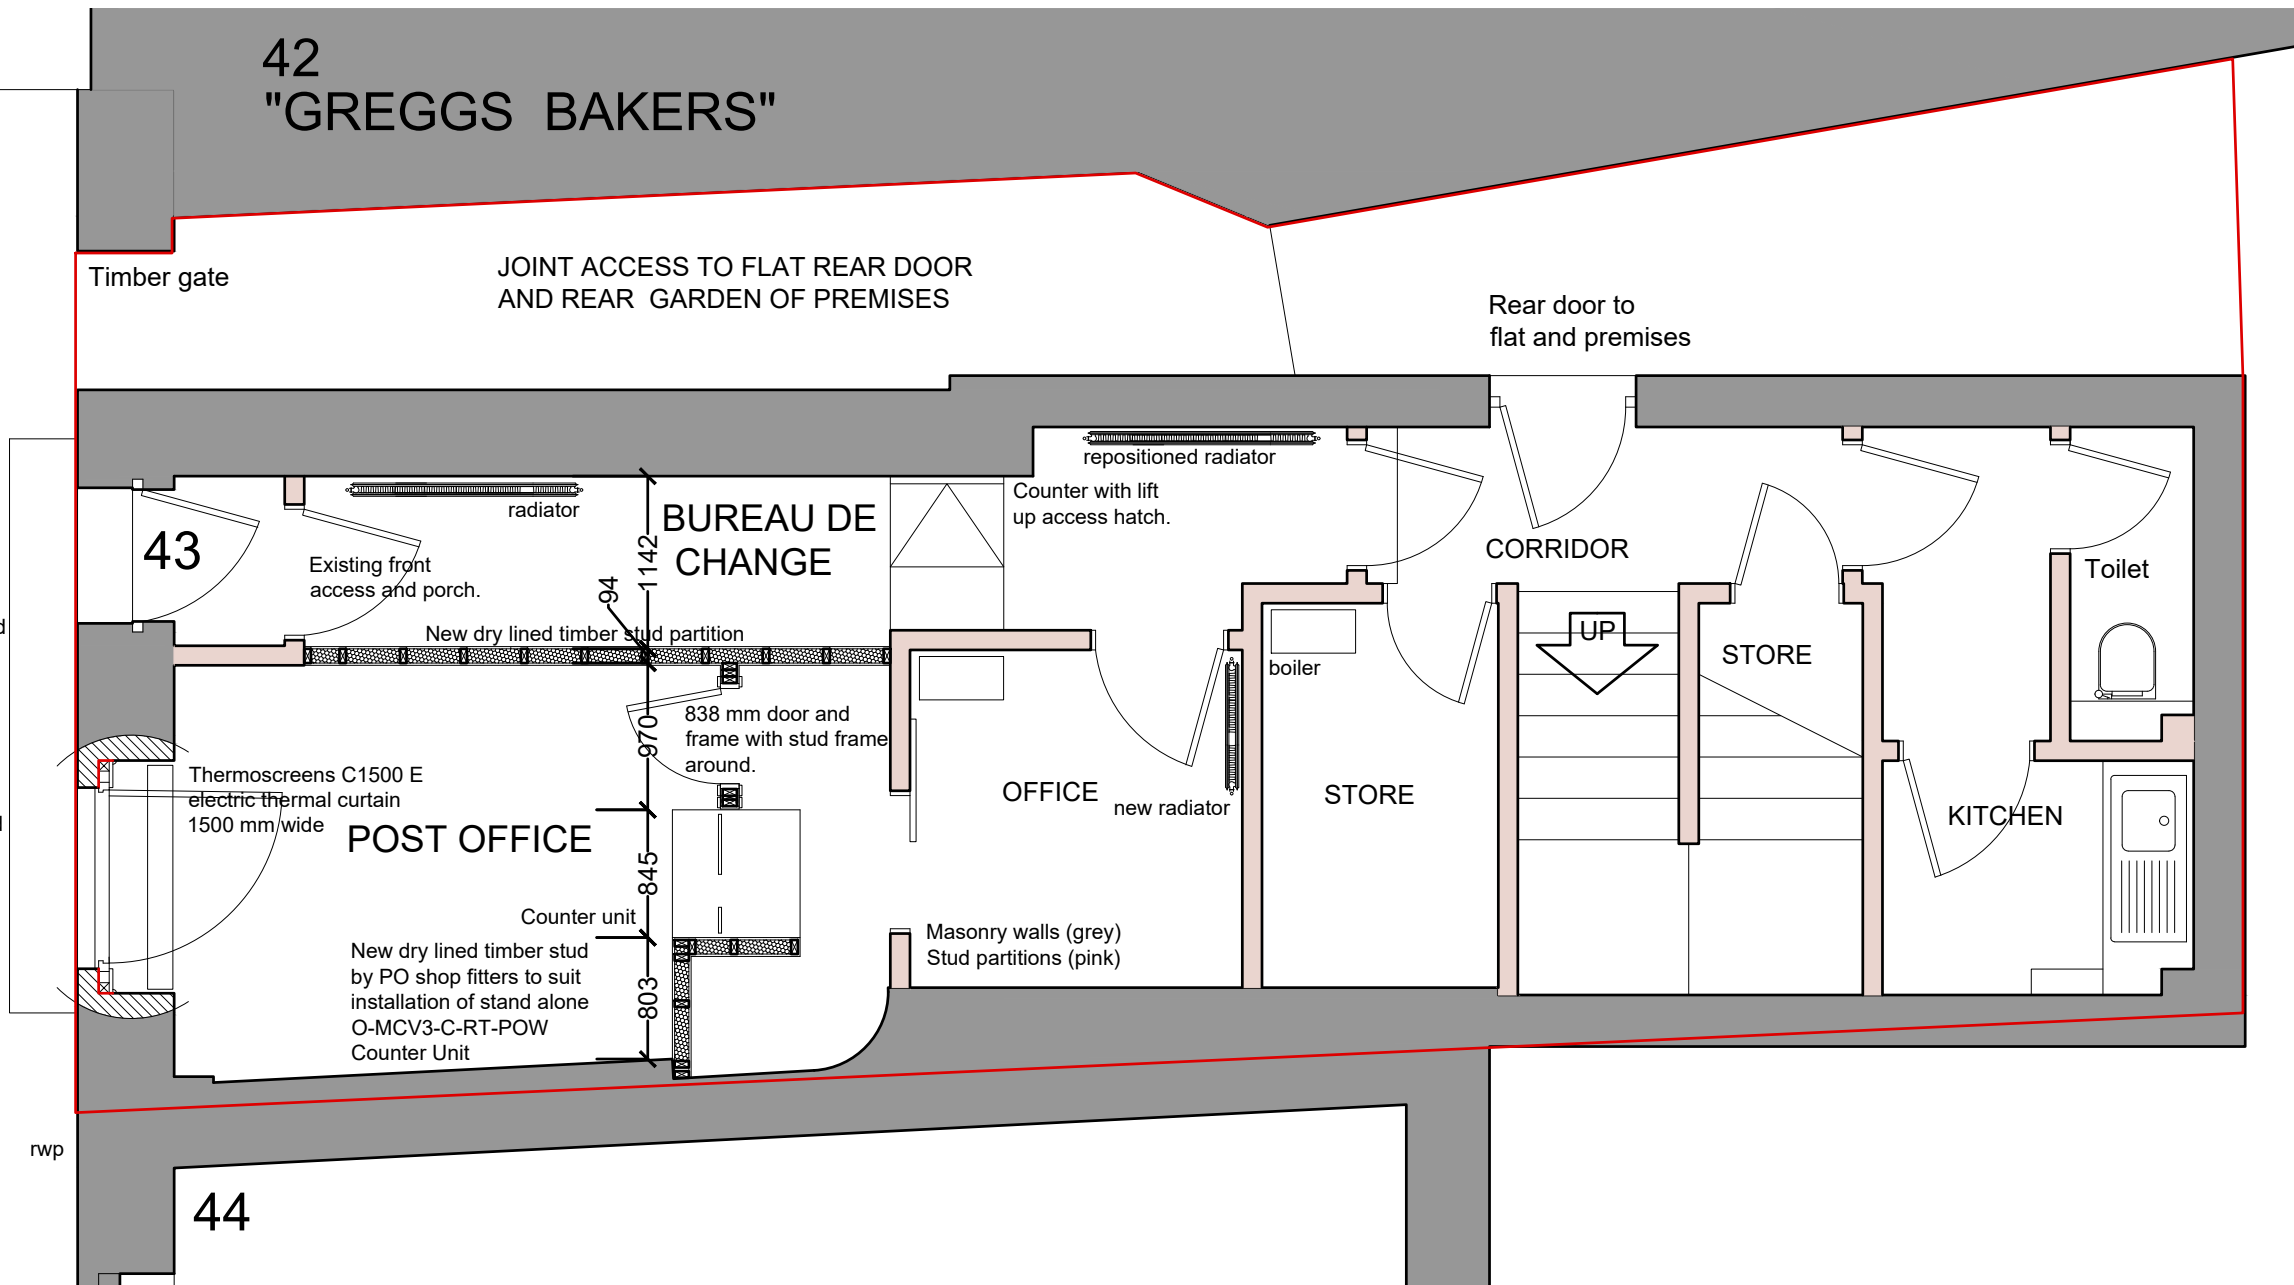 42
"GREGGS BAKERS"
Timber gate
JOINT ACCESS TO FLAT REAR DOOR
AND REAR GARDEN OF PREMISES
Rear door to
flat and premises
repositioned radiator
radiator
BUREAU DE
CHANGE
Counter with lift
up access hatch.
43
Existing front
access and porch.
1142
94
CORRIDOR
Toilet
New dry lined timber stud partition
UP
STORE
boiler
838 mm door and
frame with stud frame
around.
970
Thermoscreens C1500 E
electric thermal curtain
1500 mm wide
POST OFFICE
OFFICE
new radiator
STORE
KITCHEN
845
Counter unit
Masonry walls (grey)
Stud partitions (pink)
New dry lined timber stud
by PO shop fitters to suit
installation of stand alone
O-MCV3-C-RT-POW
Counter Unit
803
rwp
44